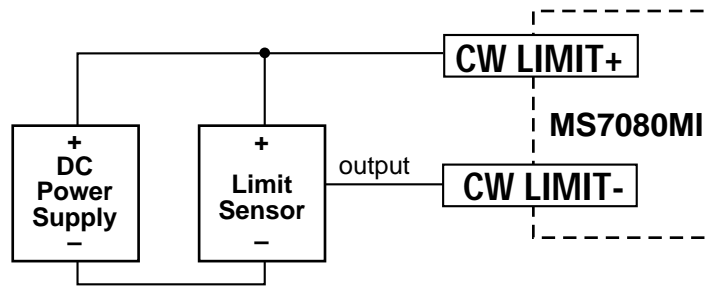 CW LIMIT+
MS7080MI
+
DC
Power
Supply
–
+
Limit
Sensor
–
output
CW LIMIT-